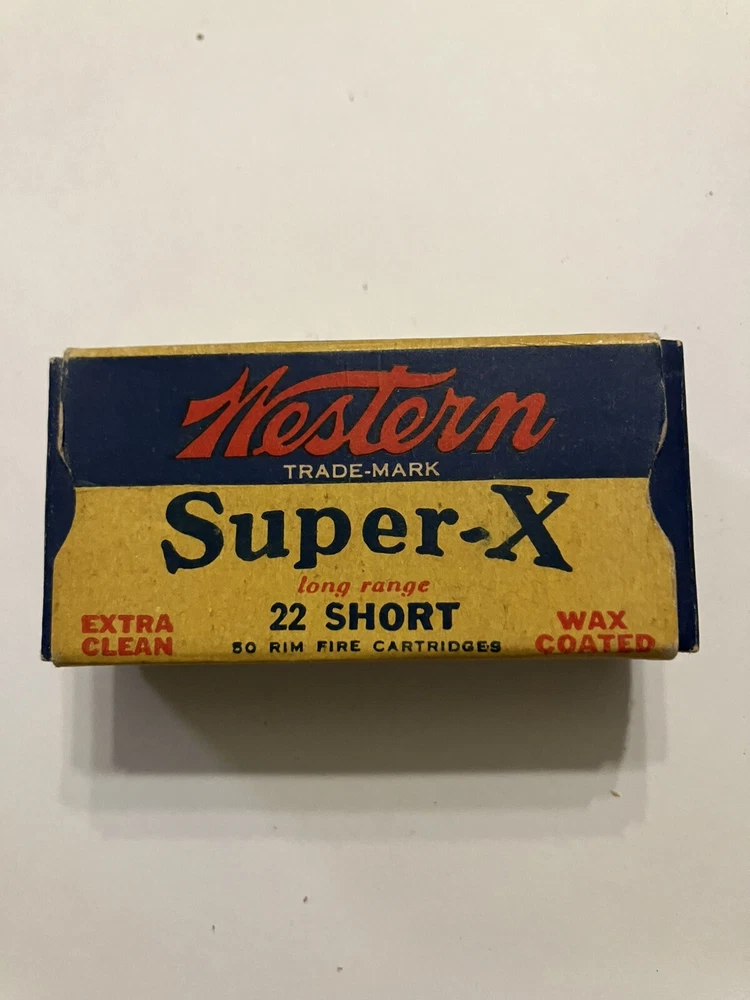 Western
TRADE-MARK
Super-X
long range
22 SHORT
50 RIM FIRE CARTRIDGES
EXTRA
CLEAN
WAX
COATED